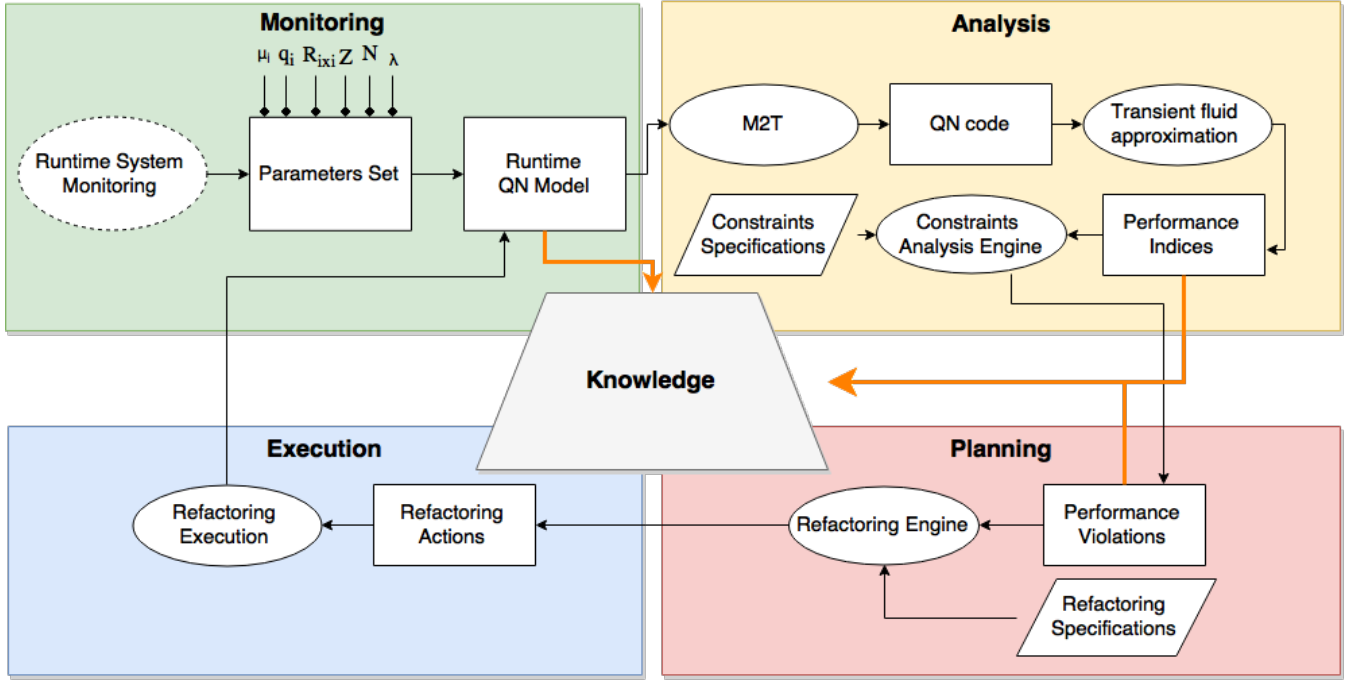 Monitoring
μi qi Rixi Z N λ
Runtime System
Monitoring
Parameters Set
Runtime
QN Model
Analysis
M2T
QN code
Transient fluid
approximation
Constraints
Specifications
Constraints
Analysis Engine
Performance
Indices
Knowledge
Execution
Refactoring
Execution
Refactoring
Actions
Planning
Refactoring Engine
Performance
Violations
Refactoring
Specifications